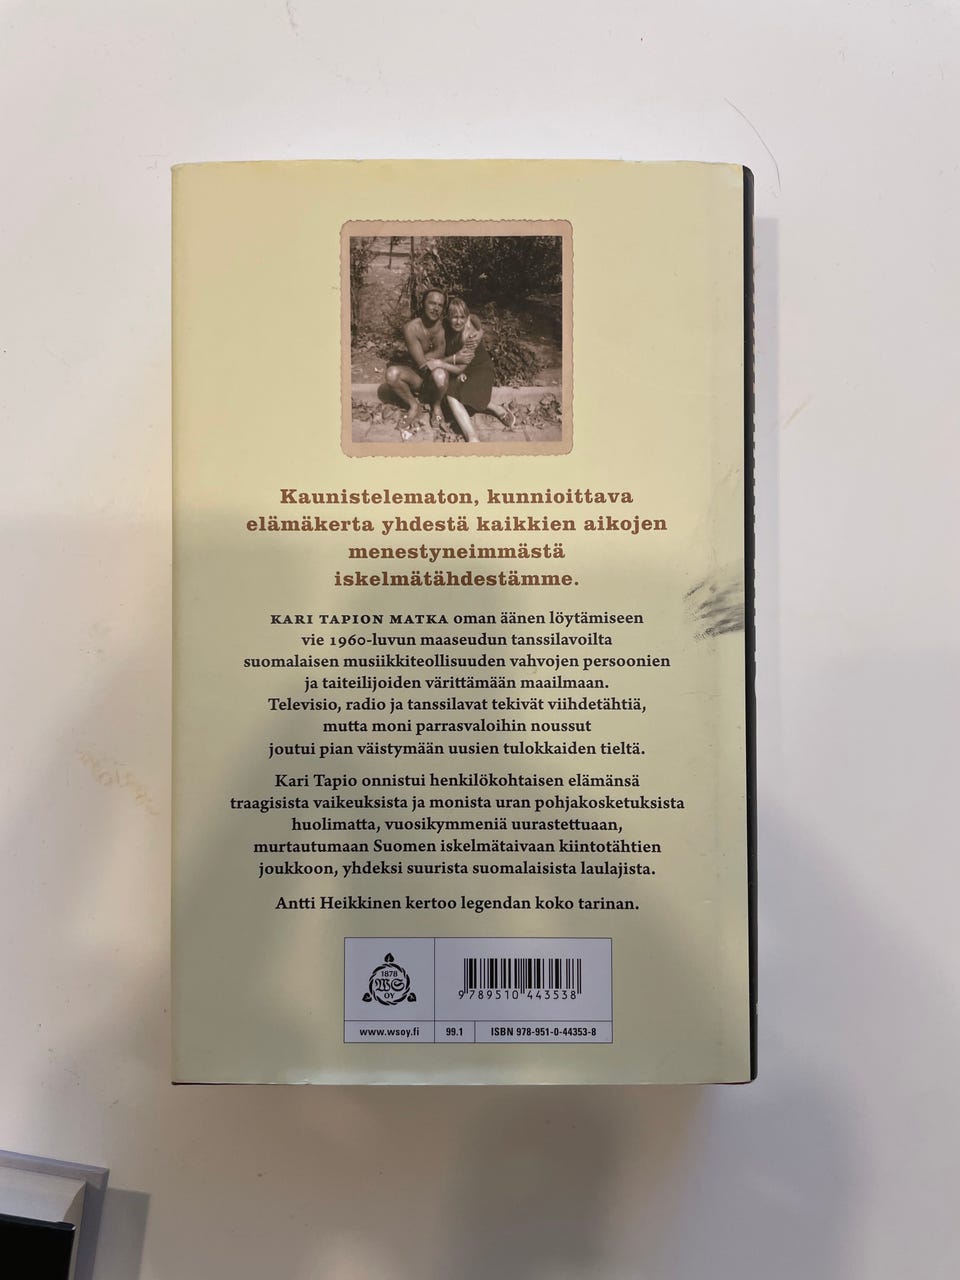 Kaunistelematon, kunnioittava
elämäkerta yhdestä kaikkien aikojen
menestyneimmästä
iskelmätähdestämme.
KARI TAPION MATKA oman äänen löytämiseen
vie 1960-luvun maaseudun tanssilavoilta
suomalaisen musiikkiteollisuuden vahvojen persoonien
ja taiteilijoiden värittämään maailmaan.
Televisio, radio ja tanssilavat tekivät viihdetähtiä,
mutta moni parrasvaloihin noussut
joutui pian väistymään uusien tulokkaiden tieltä.
Kari Tapio onnistui henkilökohtaisen elämänsä
traagisista vaikeuksista ja monista uran pohjakosketuksista
huolimatta, vuosikymmeniä uurastettuaan,
murtautumaan Suomen iskelmätaivaan kiintotähtien
joukkoon, yhdeksi suurista suomalaisista laulajista.
Antti Heikkinen kertoo legendan koko tarinan.
1878
WS
OY
9 789510 443538
www.wsoy.fi
99.1
ISBN 978-951-0-44353-8